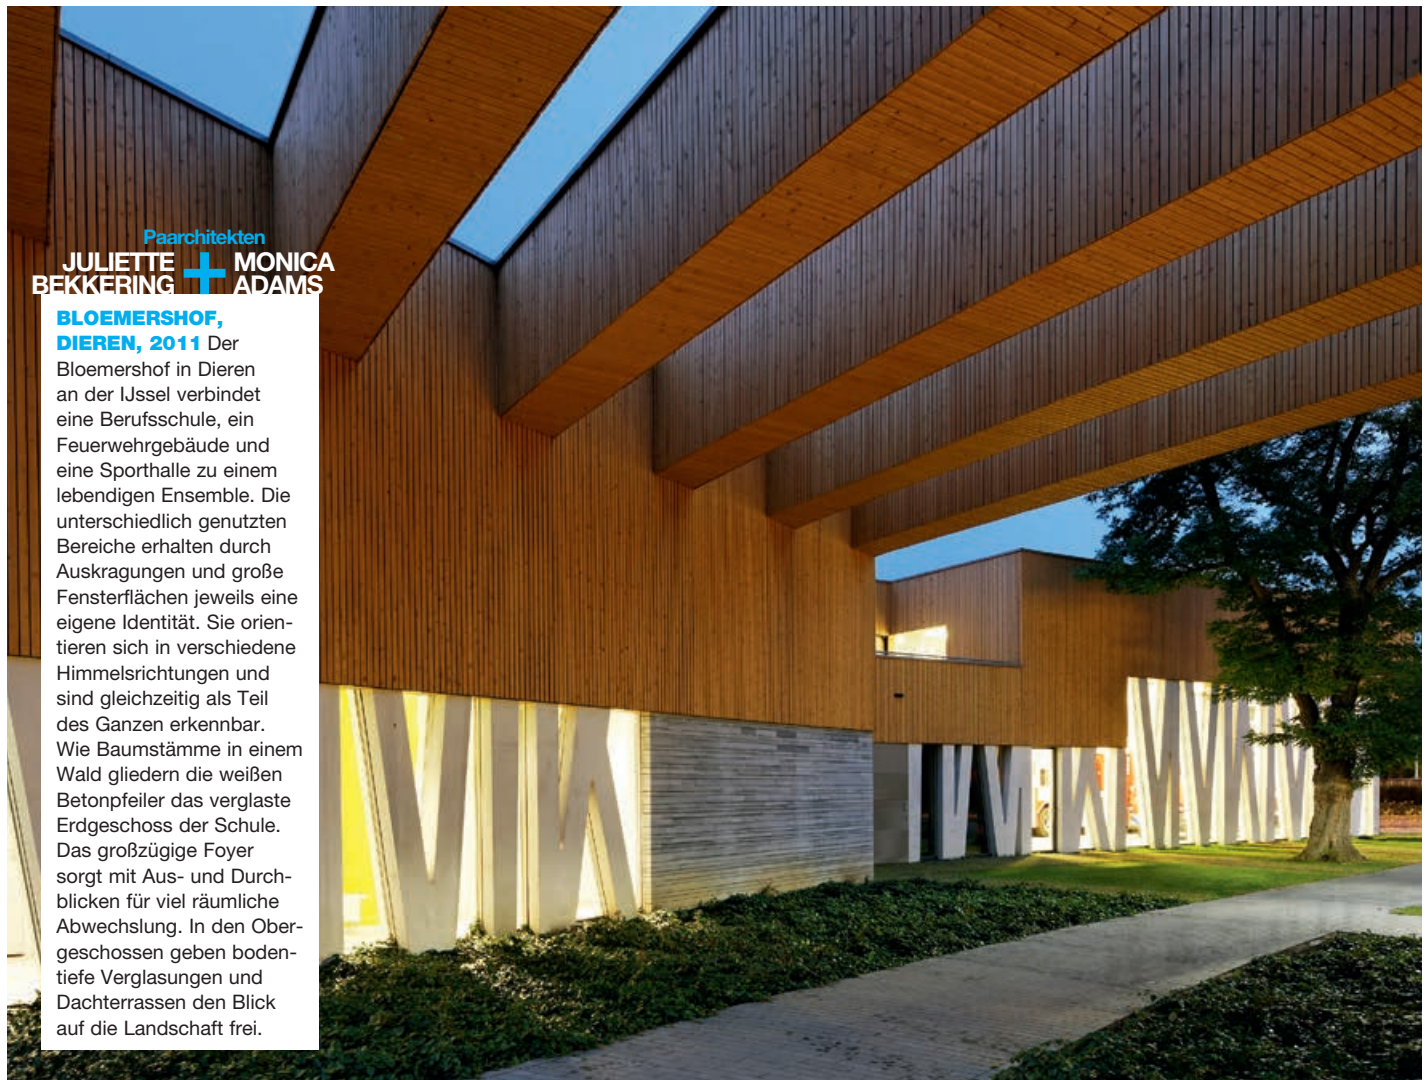 Paarchitekten
JULIETTE + MONICA
BEKKERING ADAMS
BLOEMERSHOF,
DIEREN, 2011 Der
Bloemershof in Dieren
an der IJssel verbindet
eine Berufsschule, ein
Feuerwehrgebäude und
eine Sporthalle zu einem
lebendigen Ensemble. Die
unterschiedlich genutzten
Bereiche erhalten durch
Auskragungen und große
Fensterflächen jeweils eine
eigene Identität. Sie orien-
tieren sich in verschiedene
Himmelsrichtungen und
sind gleichzeitig als Teil
des Ganzen erkennbar.
Wie Baumstämme in einem
Wald gliedern die weißen
Betonpfeiler das verglaste
Erdgeschoss der Schule.
Das großzügige Foyer
sorgt mit Aus- und Durch-
blicken für viel räumliche
Abwechslung. In den Ober-
geschossen geben boden-
tiefe Verglasungen und
Dachterrassen den Blick
auf die Landschaft frei.